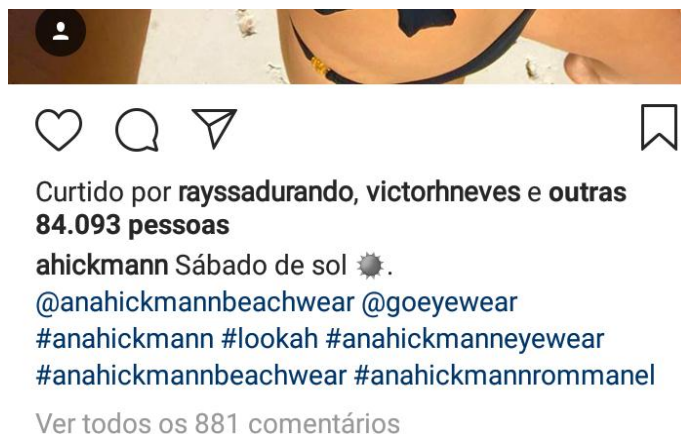 Curtido por rayssadurando, victorhneves e outras
84.093 pessoas
ahickmann Sábado de sol ☀.
@anahickmannbeachwear @goeyewear
#anahickmann #lookah #anahickmanneyewear
#anahickmannbeachwear #anahickmannrommanel
Ver todos os 881 comentários